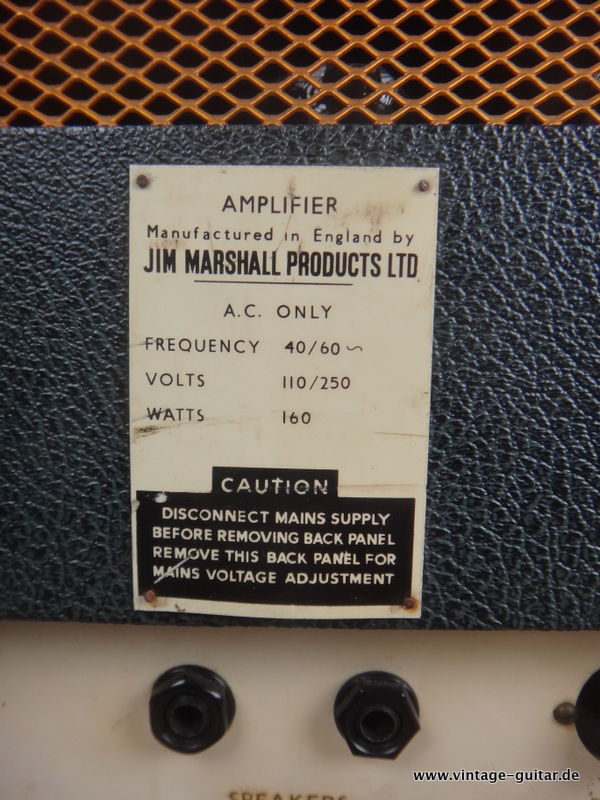 AMPLIFIER
Manufactured in England by
JIM MARSHALL PRODUCTS LTD
A.C. ONLY
FREQUENCY 40/60~
VOLTS 110/250
WATTS 160
CAUTION
DISCONNECT MAINS SUPPLY
BEFORE REMOVING BACK PANEL
REMOVE THIS BACK PANEL FOR
MAINS VOLTAGE ADJUSTMENT
www.vintage-guitar.de
SPEAKERS